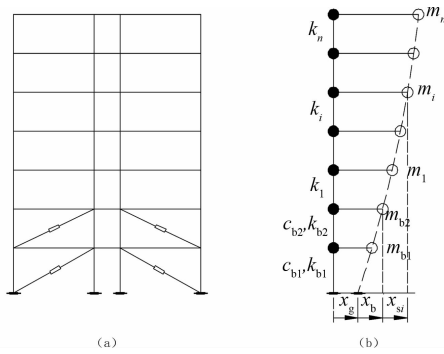 m_n
k_n
m_i
k_i
m_1
k_1
m_b2
c_b2,k_b2
m_b1
c_b1,k_b1
x_g x_b x_si
(a) (b)